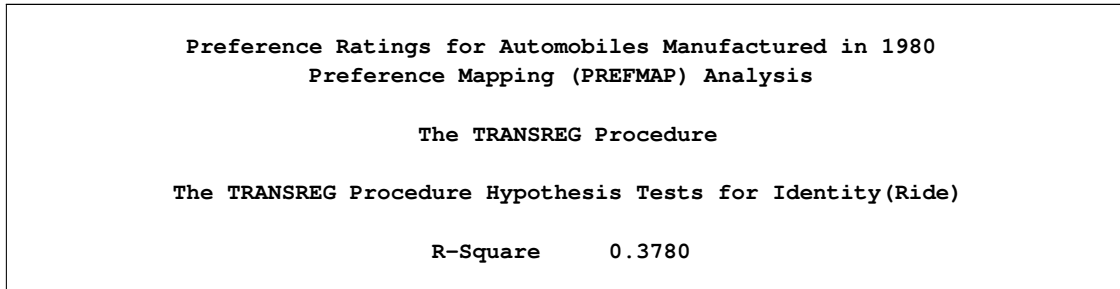 Preference Ratings for Automobiles Manufactured in 1980
Preference Mapping (PREFMAP) Analysis
The TRANSREG Procedure
The TRANSREG Procedure Hypothesis Tests for Identity(Ride)
R-Square 0.3780